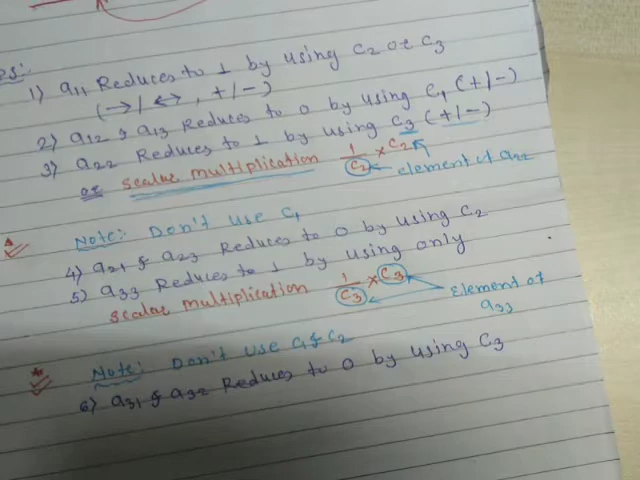 1) a11 Reduces to 1 by using C2 or C3
(→ | ↔ , + | -)
2) a12 & a13 Reduces to 0 by using C1 (+|-)
3) a22 Reduces to 1 by using C3 (+|-)
or scalar multiplication 1/C2 × C2 element of a22
Note: Don't use C1
4) a21 & a23 Reduces to 0 by using C2
5) a33 Reduces to 1 by using only
scalar multiplication 1/C3 × C3 Element of a33
Note: Don't use C1 & C2
6) a31 & a32 Reduces to 0 by using C3